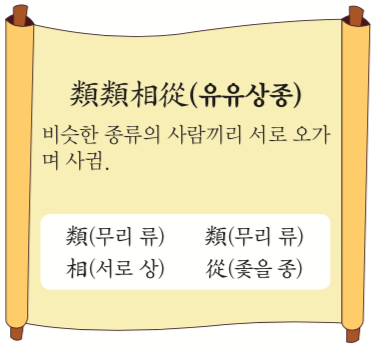 類類相從(유유상종)
비슷한 종류의 사람끼리 서로 오가
며 사귐.
類(무리 류) 類(무리 류)
相(서로 상) 從(좇을 종)